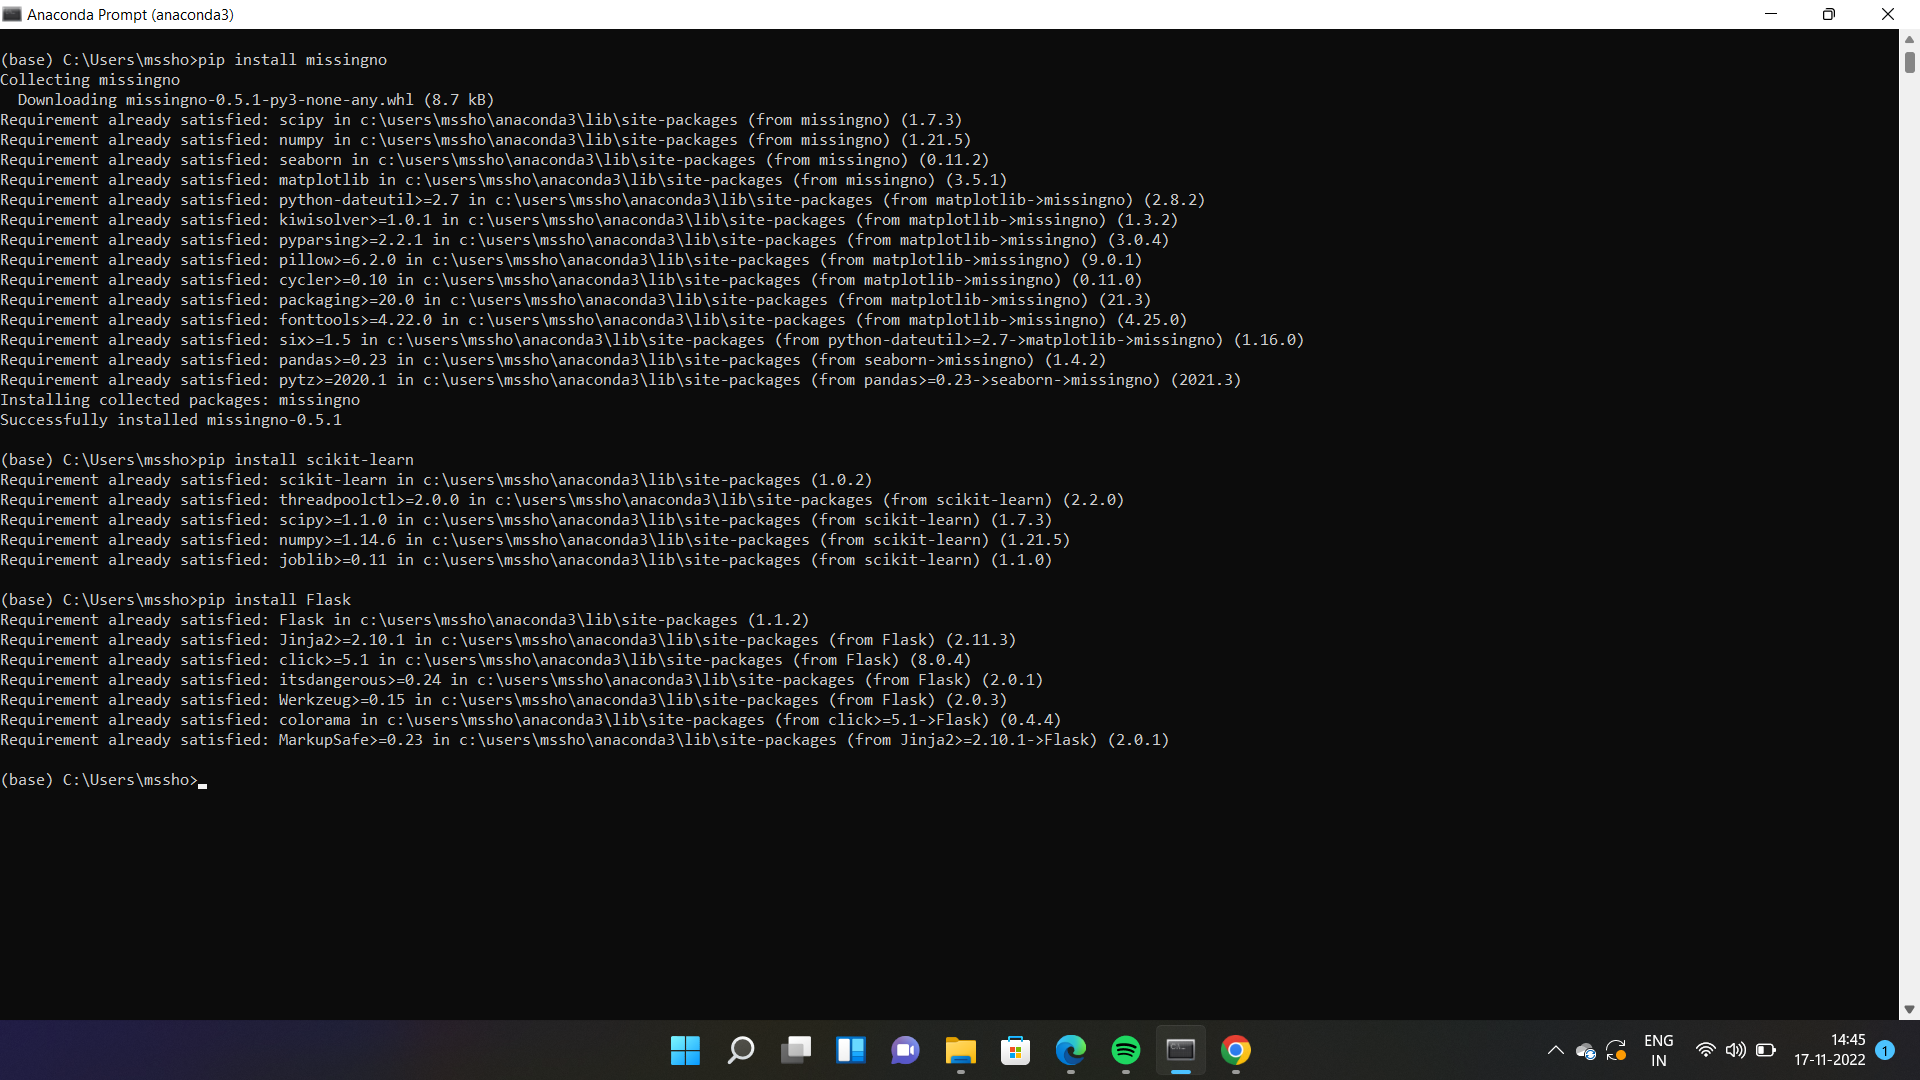 Anaconda Prompt (anaconda3)
(base) C:\Users\mssho>pip install missingno
Collecting missingno
  Downloading missingno-0.5.1-py3-none-any.whl (8.7 kB)
Requirement already satisfied: scipy in c:\users\mssho\anaconda3\lib\site-packages (from missingno) (1.7.3)
Requirement already satisfied: numpy in c:\users\mssho\anaconda3\lib\site-packages (from missingno) (1.21.5)
Requirement already satisfied: seaborn in c:\users\mssho\anaconda3\lib\site-packages (from missingno) (0.11.2)
Requirement already satisfied: matplotlib in c:\users\mssho\anaconda3\lib\site-packages (from missingno) (3.5.1)
Requirement already satisfied: python-dateutil>=2.7 in c:\users\mssho\anaconda3\lib\site-packages (from matplotlib->missingno) (2.8.2)
Requirement already satisfied: kiwisolver>=1.0.1 in c:\users\mssho\anaconda3\lib\site-packages (from matplotlib->missingno) (1.3.2)
Requirement already satisfied: pyparsing>=2.2.1 in c:\users\mssho\anaconda3\lib\site-packages (from matplotlib->missingno) (3.0.4)
Requirement already satisfied: pillow>=6.2.0 in c:\users\mssho\anaconda3\lib\site-packages (from matplotlib->missingno) (9.0.1)
Requirement already satisfied: cycler>=0.10 in c:\users\mssho\anaconda3\lib\site-packages (from matplotlib->missingno) (0.11.0)
Requirement already satisfied: packaging>=20.0 in c:\users\mssho\anaconda3\lib\site-packages (from matplotlib->missingno) (21.3)
Requirement already satisfied: fonttools>=4.22.0 in c:\users\mssho\anaconda3\lib\site-packages (from matplotlib->missingno) (4.25.0)
Requirement already satisfied: six>=1.5 in c:\users\mssho\anaconda3\lib\site-packages (from python-dateutil>=2.7->matplotlib->missingno) (1.16.0)
Requirement already satisfied: pandas>=0.23 in c:\users\mssho\anaconda3\lib\site-packages (from seaborn->missingno) (1.4.2)
Requirement already satisfied: pytz>=2020.1 in c:\users\mssho\anaconda3\lib\site-packages (from pandas>=0.23->seaborn->missingno) (2021.3)
Installing collected packages: missingno
Successfully installed missingno-0.5.1
(base) C:\Users\mssho>pip install scikit-learn
Requirement already satisfied: scikit-learn in c:\users\mssho\anaconda3\lib\site-packages (1.0.2)
Requirement already satisfied: threadpoolctl>=2.0.0 in c:\users\mssho\anaconda3\lib\site-packages (from scikit-learn) (2.2.0)
Requirement already satisfied: scipy>=1.1.0 in c:\users\mssho\anaconda3\lib\site-packages (from scikit-learn) (1.7.3)
Requirement already satisfied: numpy>=1.14.6 in c:\users\mssho\anaconda3\lib\site-packages (from scikit-learn) (1.21.5)
Requirement already satisfied: joblib>=0.11 in c:\users\mssho\anaconda3\lib\site-packages (from scikit-learn) (1.1.0)
(base) C:\Users\mssho>pip install Flask
Requirement already satisfied: Flask in c:\users\mssho\anaconda3\lib\site-packages (1.1.2)
Requirement already satisfied: Jinja2>=2.10.1 in c:\users\mssho\anaconda3\lib\site-packages (from Flask) (2.11.3)
Requirement already satisfied: click>=5.1 in c:\users\mssho\anaconda3\lib\site-packages (from Flask) (8.0.4)
Requirement already satisfied: itsdangerous>=0.24 in c:\users\mssho\anaconda3\lib\site-packages (from Flask) (2.0.1)
Requirement already satisfied: Werkzeug>=0.15 in c:\users\mssho\anaconda3\lib\site-packages (from Flask) (2.0.3)
Requirement already satisfied: colorama in c:\users\mssho\anaconda3\lib\site-packages (from click>=5.1->Flask) (0.4.4)
Requirement already satisfied: MarkupSafe>=0.23 in c:\users\mssho\anaconda3\lib\site-packages (from Jinja2>=2.10.1->Flask) (2.0.1)
(base) C:\Users\mssho>
ENG
IN
14:45
17-11-2022
1